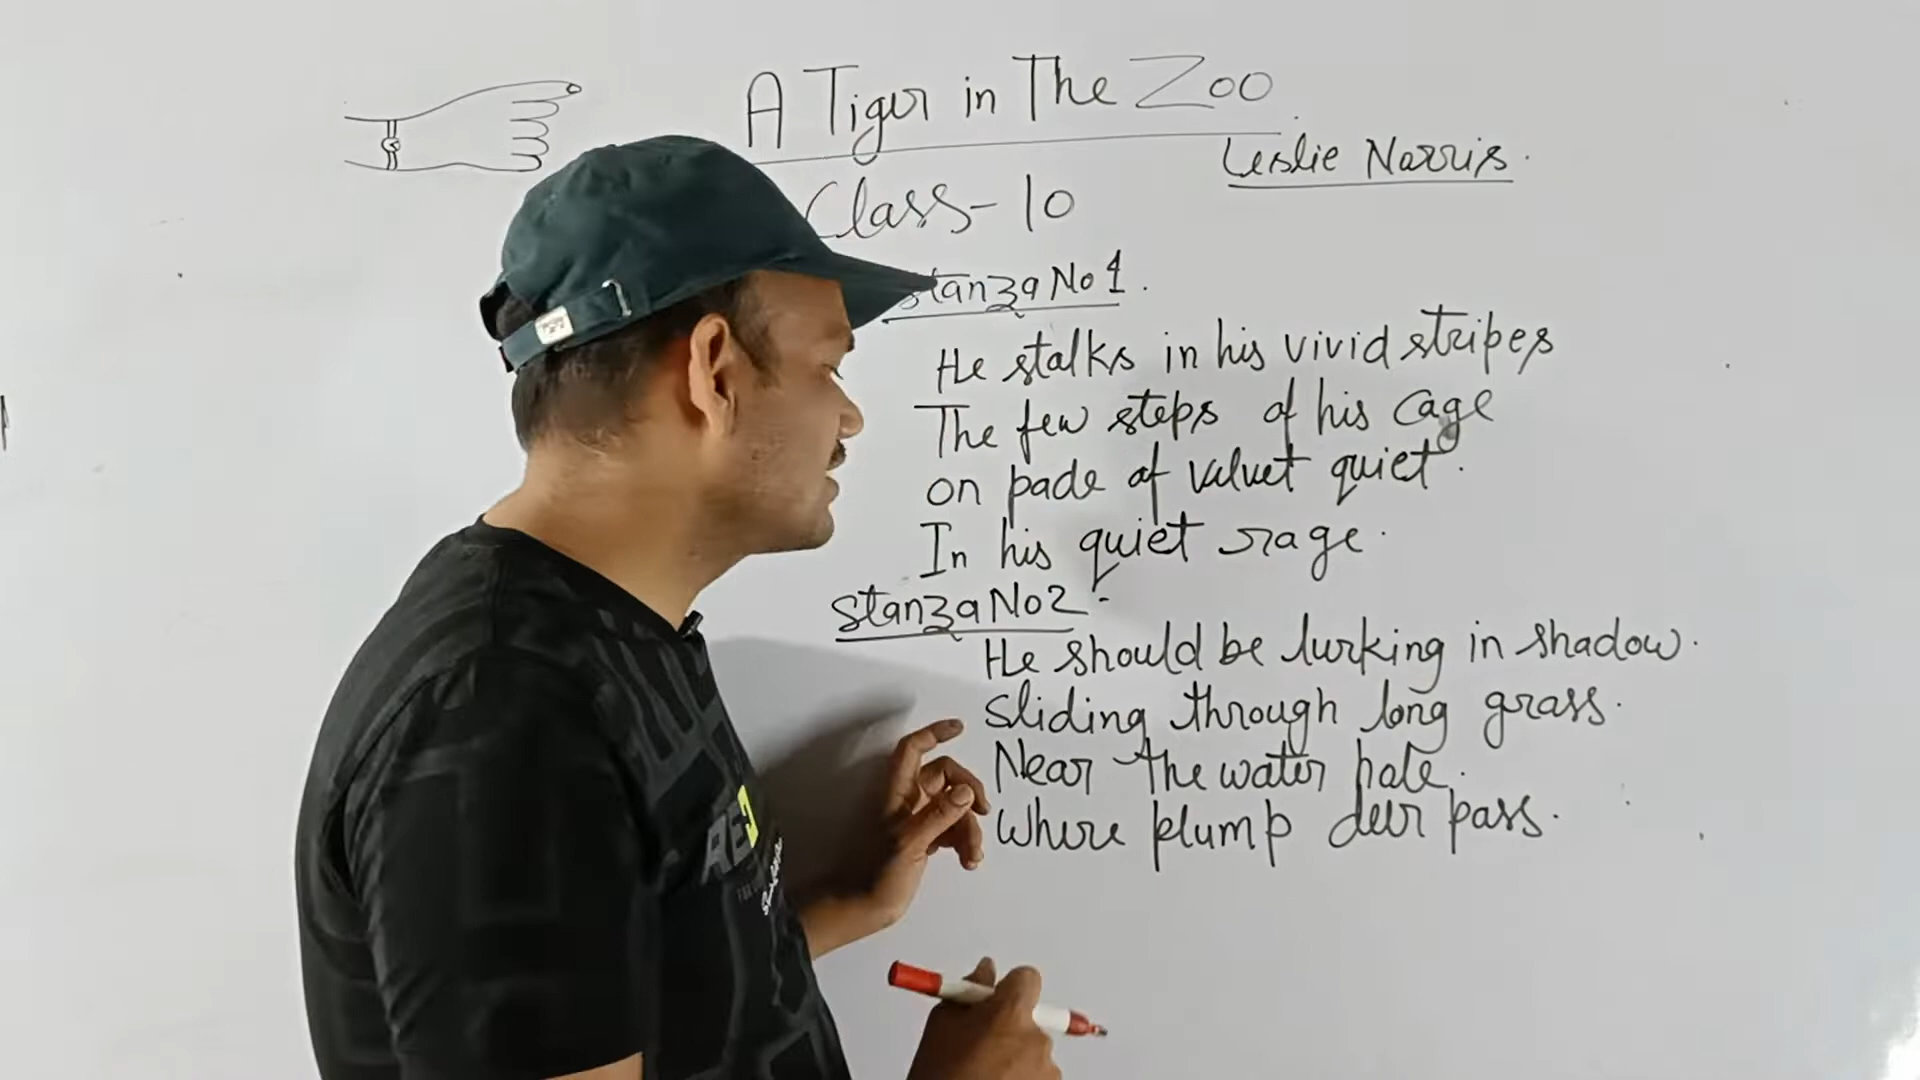 A Tiger in The Zoo
Leslie Norris.
Class-10
Stanza No 1.
He stalks in his vivid stripes
The few steps of his cage
on pade of velvet quiet.
In his quiet rage.
Stanza No 2
He should be lurking in shadow.
Sliding through long grass.
Near the water hole.
Where plump deer pass.